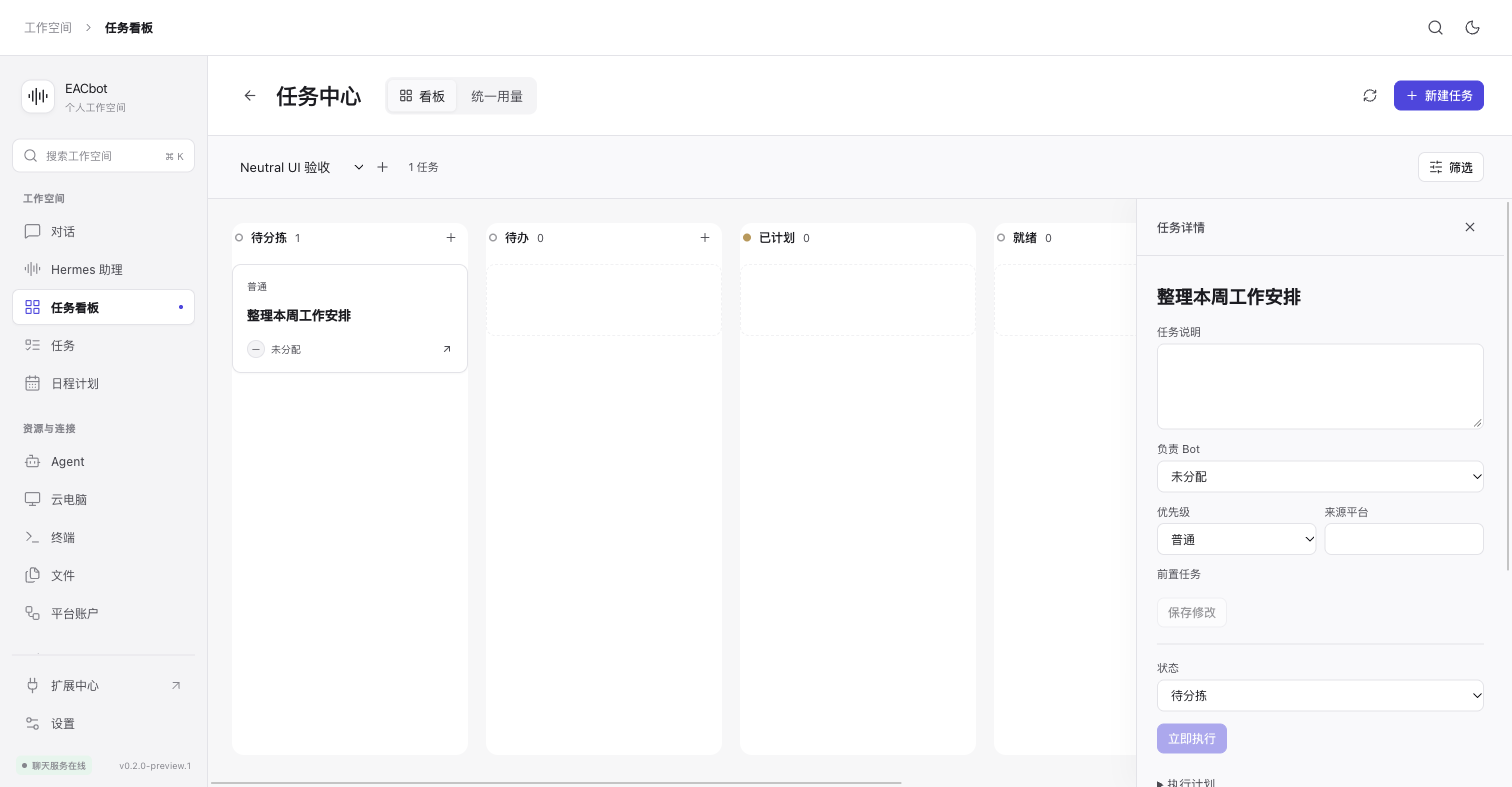 工作空间 > 任务看板
EACbot
个人工作空间
搜索工作空间 ⌘ K
工作空间
对话
Hermes 助理
任务看板
任务
日程计划
资源与连接
Agent
云电脑
终端
文件
平台账户
扩展中心
设置
聊天服务在线 v0.2.0-preview.1
任务中心 看板 统一用量
新建任务
Neutral UI 验收 1 任务
筛选
待分拣 1
普通
整理本周工作安排
未分配
待办 0
已计划 0
就绪 0
任务详情
整理本周工作安排
任务说明
负责 Bot
未分配
优先级 来源平台
普通
前置任务
保存修改
状态
待分拣
立即执行
执行计划